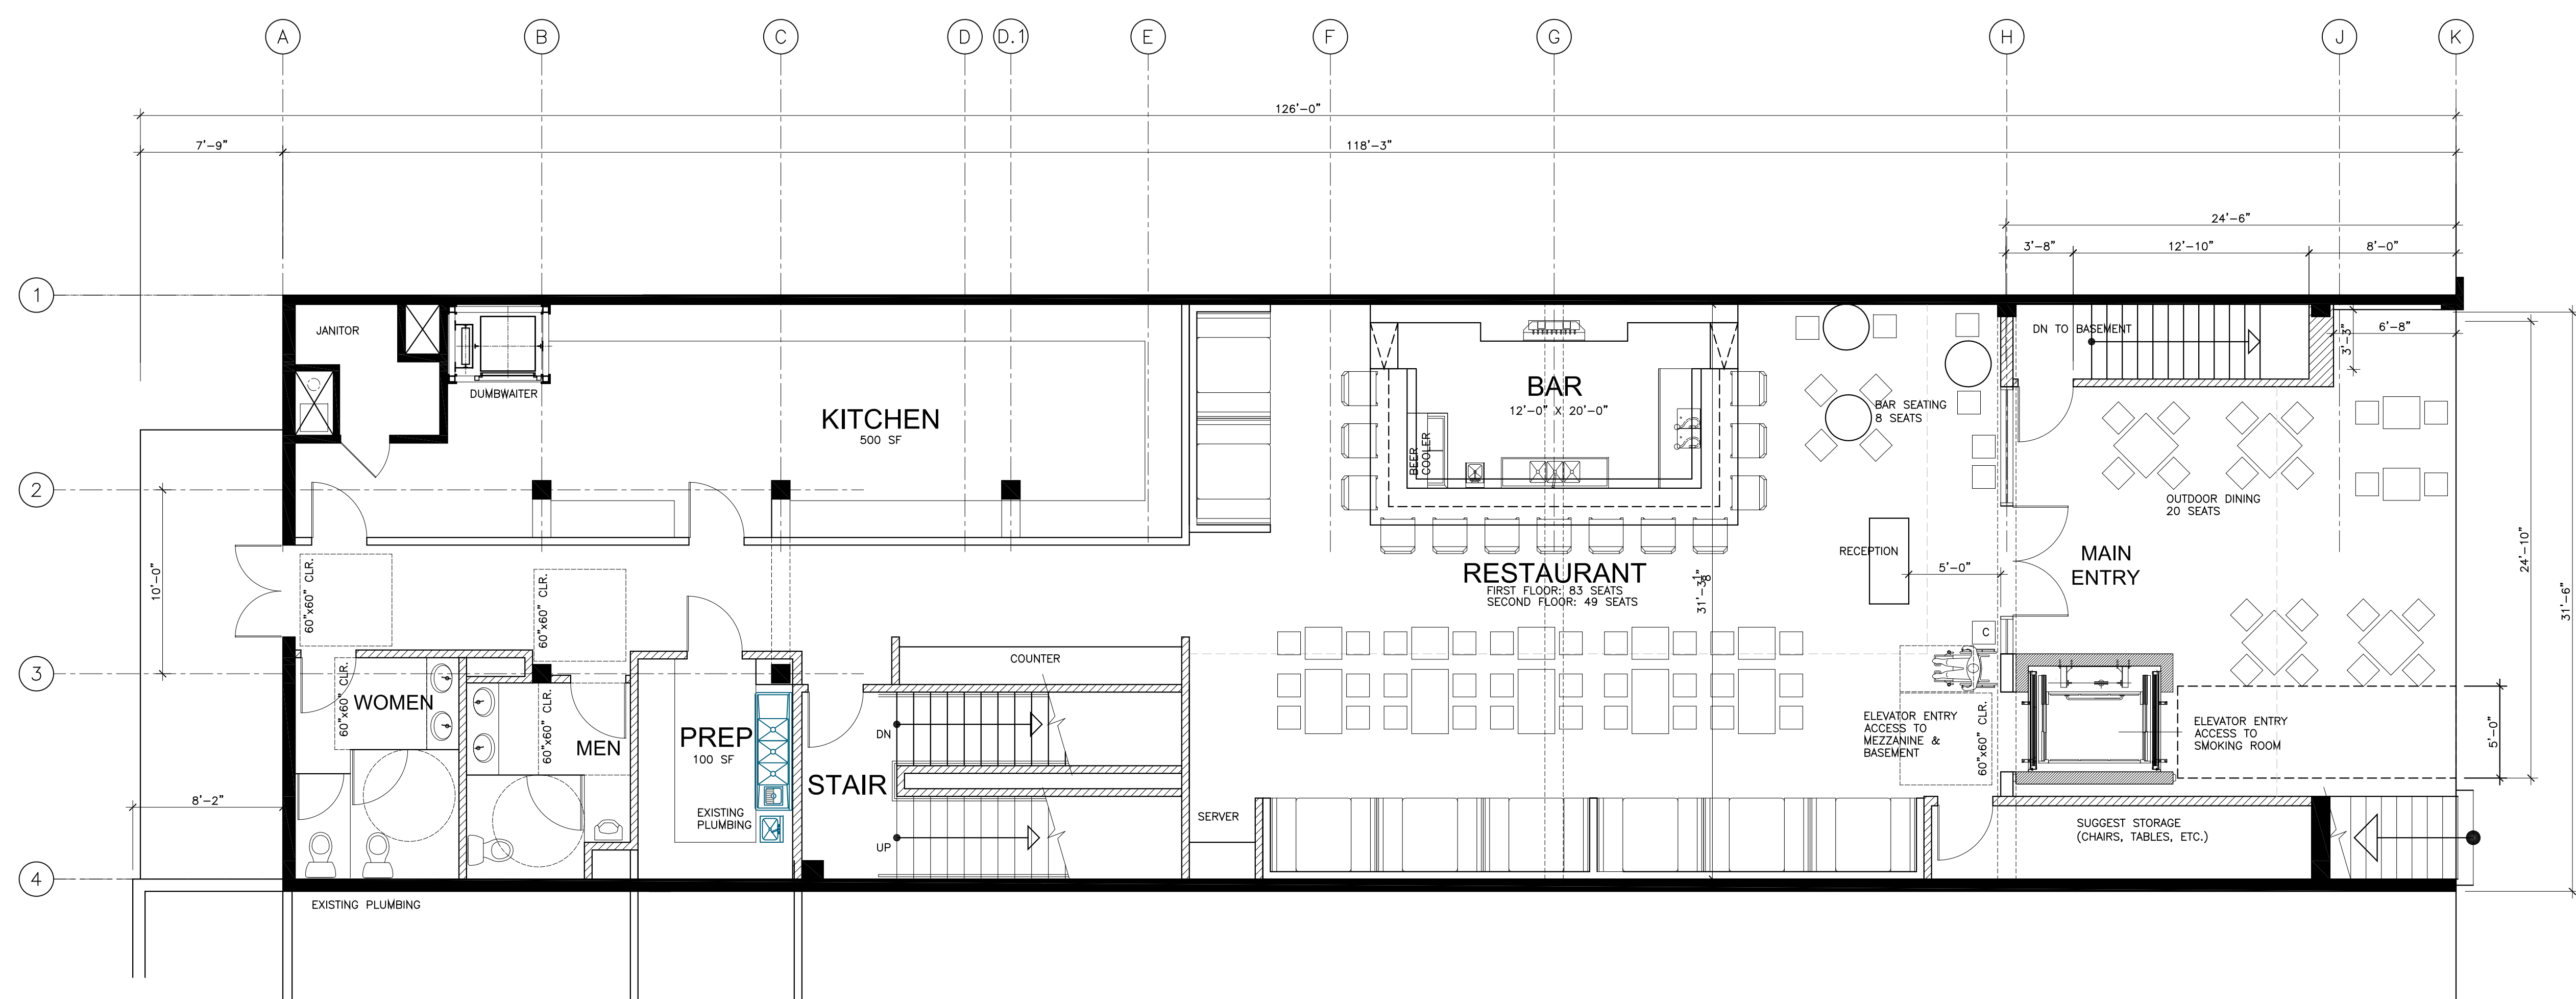 A B C D D.1 E F G H J K
126'-0"
7'-9" 118'-3"
24'-6"
3'-8" 12'-10" 8'-0"
1
JANITOR
DN TO BASEMENT
6'-8"
3'-3"
DUMBWAITER
BAR
12'-0" X 20'-0"
KITCHEN
500 SF
BAR SEATING
8 SEATS
BEER
COOLER
2
OUTDOOR DINING
20 SEATS
RECEPTION
MAIN
ENTRY
5'-0"
24'-10"
31'-6"
RESTAURANT
FIRST FLOOR: 83 SEATS
SECOND FLOOR: 49 SEATS
31'-3 1/8"
10'-0"
60"x60" CLR.
60"x60" CLR.
C
COUNTER
3
WOMEN
60"x60" CLR.
60"x60" CLR.
MEN
PREP
100 SF
DN
ELEVATOR ENTRY
ACCESS TO
MEZZANINE &
BASEMENT
60"x60" CLR.
ELEVATOR ENTRY
ACCESS TO
SMOKING ROOM
5'-0"
STAIR
8'-2"
EXISTING
PLUMBING
SERVER
SUGGEST STORAGE
(CHAIRS, TABLES, ETC.)
UP
4
EXISTING PLUMBING